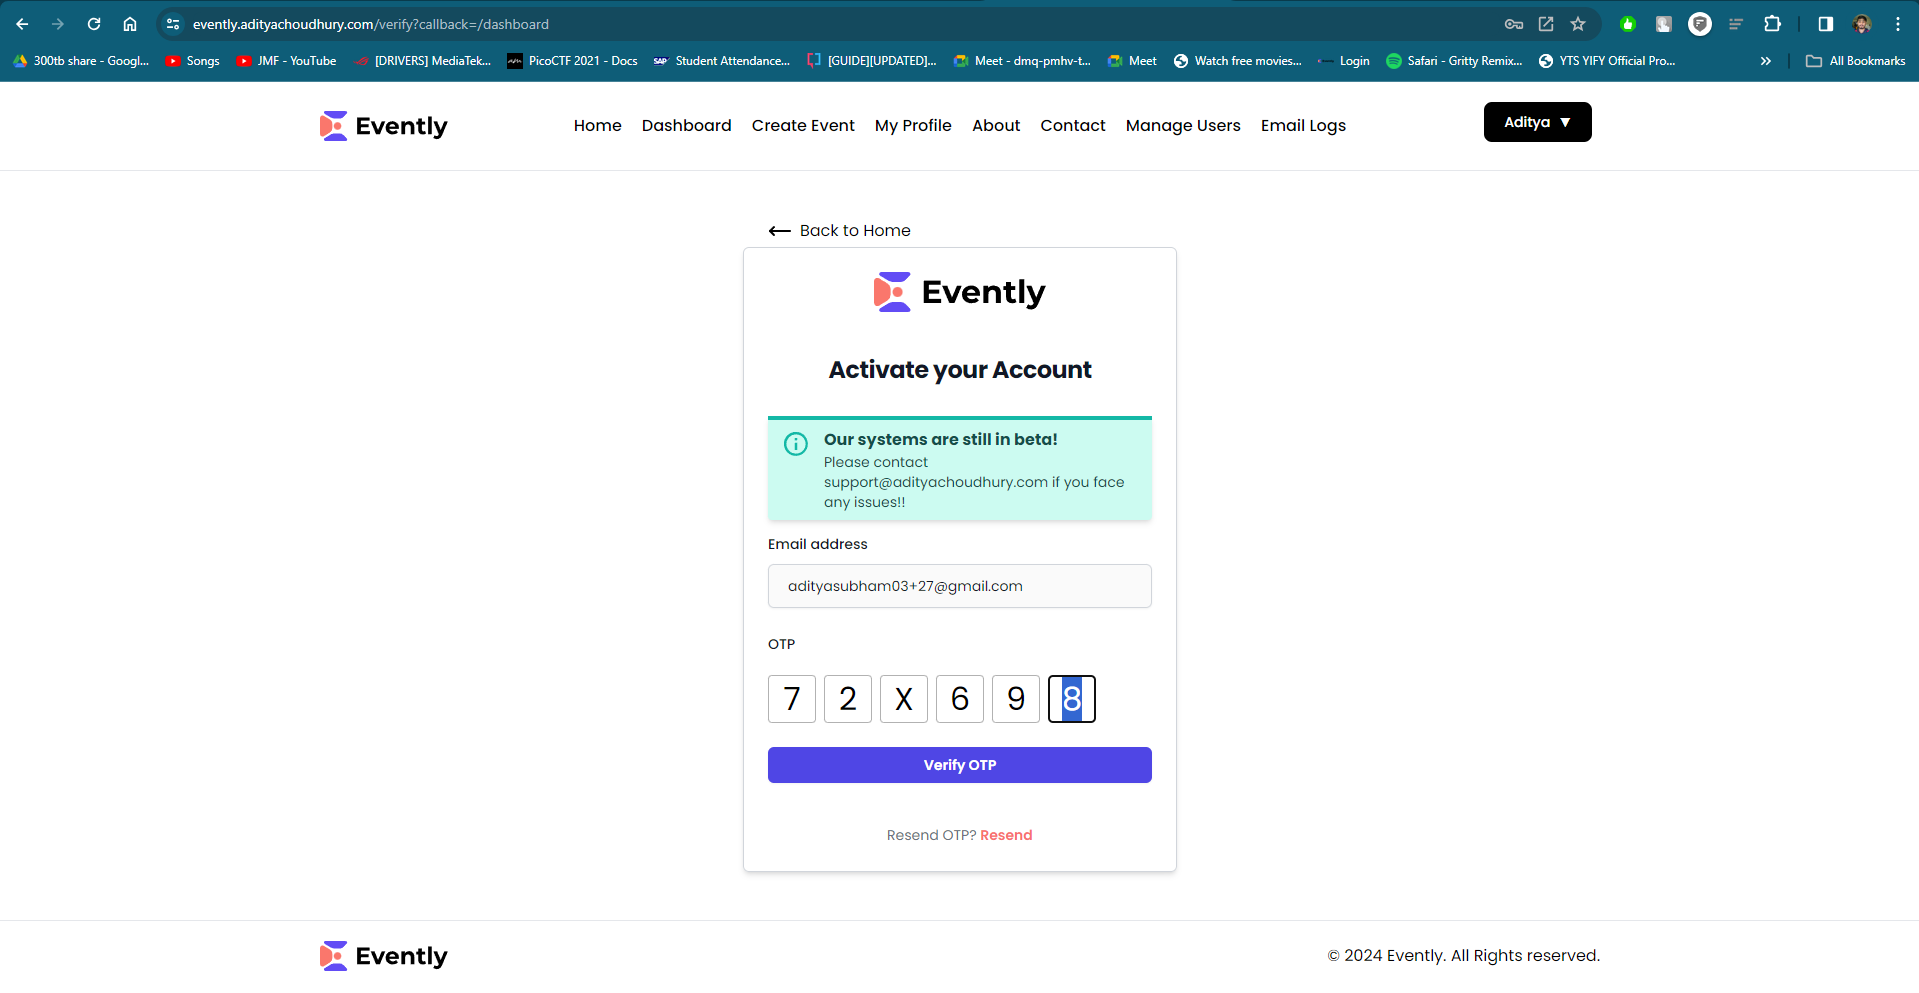 evently.adityachoudhury.com/verify?callback=/dashboard
300tb share - Googl... Songs JMF - YouTube [DRIVERS] MediaTek... PicoCTF 2021 - Docs SAP Student Attendance... [GUIDE][UPDATED]... Meet - dmq-pmhv-t... Meet Watch free movies... Login Safari - Gritty Remix... YTS YIFY Official Pro... » All Bookmarks
Evently Home Dashboard Create Event My Profile About Contact Manage Users Email Logs Aditya ▼
Back to Home
Evently
Activate your Account
Our systems are still in beta!
Please contact
support@adityachoudhury.com if you face
any issues!!
Email address
adityasubham03+27@gmail.com
OTP
7 2 X 6 9 8
Verify OTP
Resend OTP? Resend
Evently © 2024 Evently. All Rights reserved.